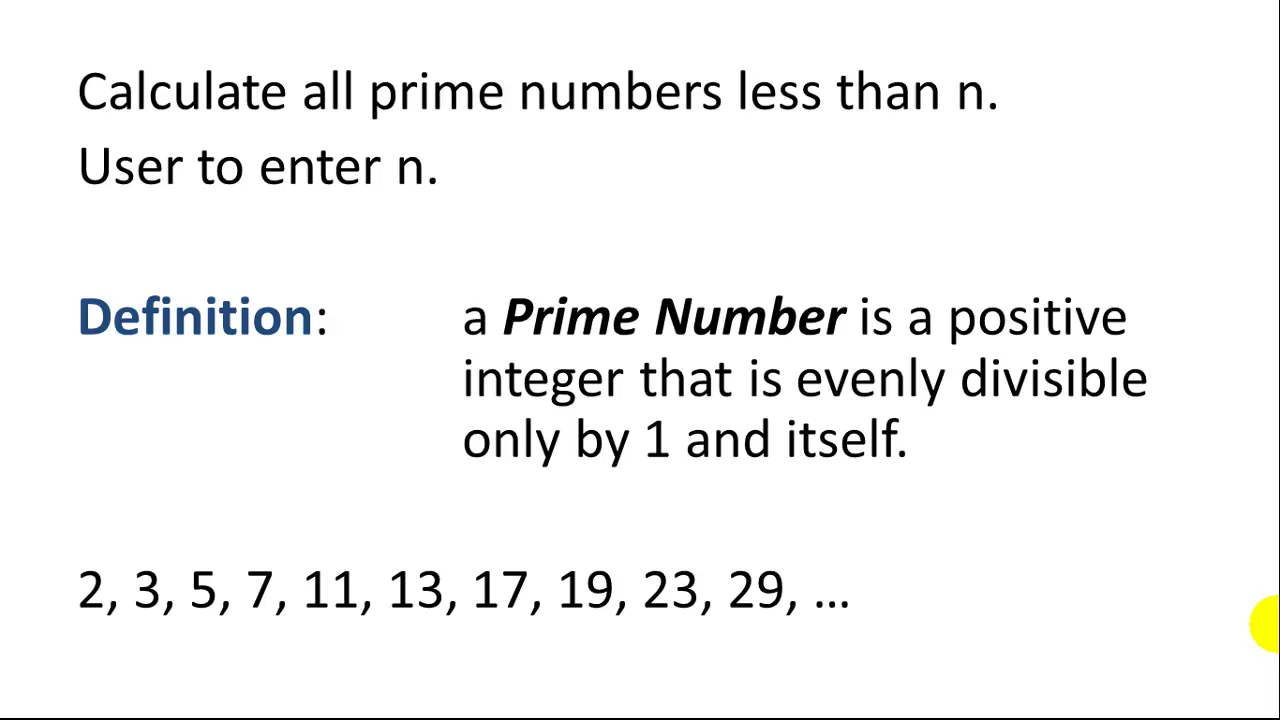 Calculate all prime numbers less than n.
User to enter n.
Definition: a Prime Number is a positive
integer that is evenly divisible
only by 1 and itself.
2, 3, 5, 7, 11, 13, 17, 19, 23, 29, ...